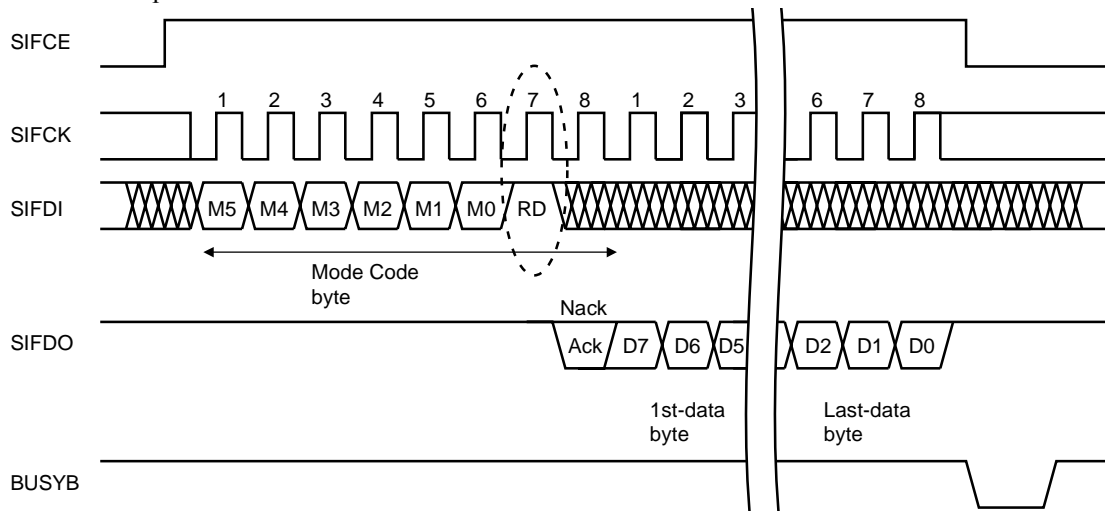 SIFCE
1 2 3 4 5 6 7 8 1 2 3 6 7 8
SIFCK
SIFDI M5 M4 M3 M2 M1 M0 RD
Mode Code
byte
Nack
SIFDO Ack D7 D6 D5 D2 D1 D0
1st-data Last-data
byte byte
BUSYB